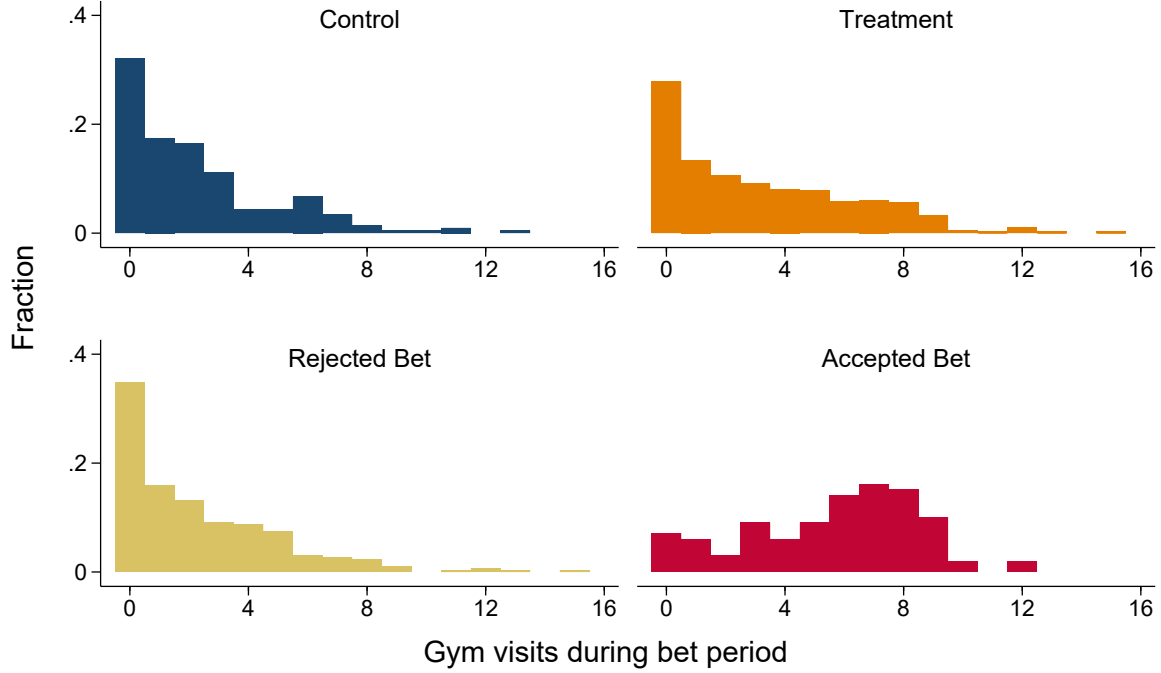 Control
.4
.2
0
0 4 8 12 16
Treatment
0 4 8 12 16
Fraction
Rejected Bet
.4
.2
0
0 4 8 12 16
Accepted Bet
0 4 8 12 16
Gym visits during bet period